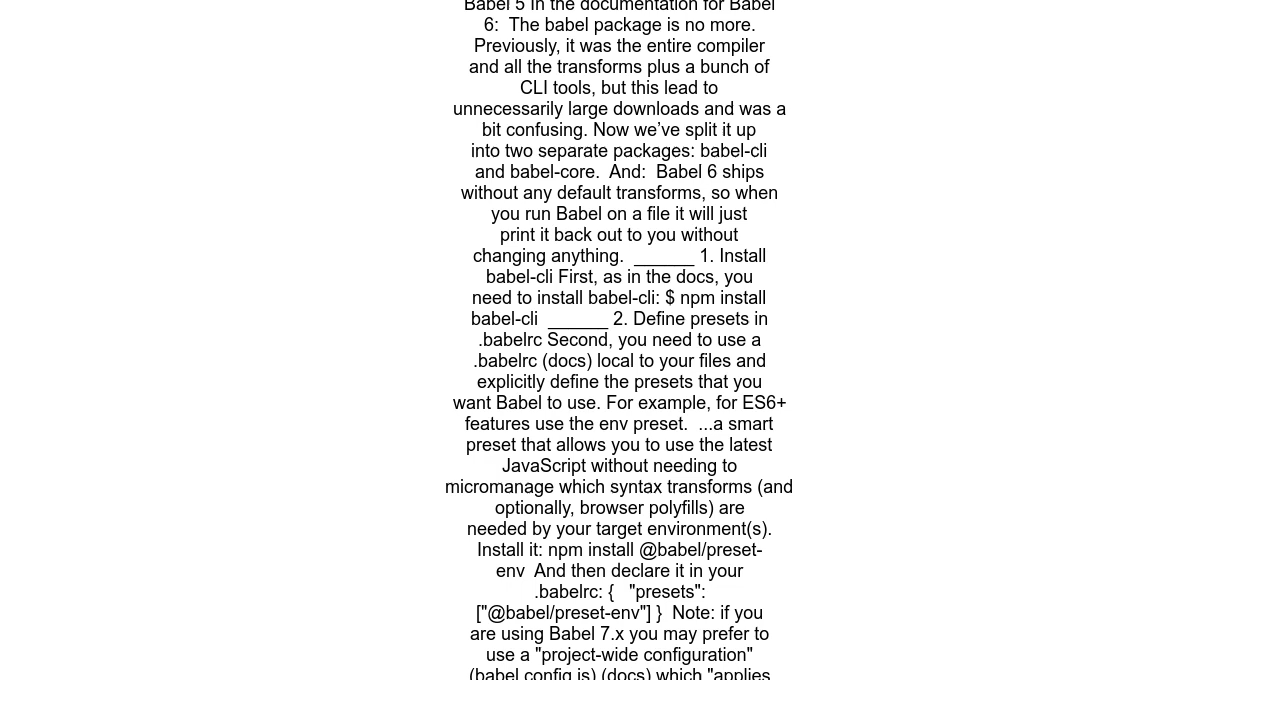 Babel 5 In the documentation for Babel
6:  The babel package is no more.
Previously, it was the entire compiler
and all the transforms plus a bunch of
CLI tools, but this lead to
unnecessarily large downloads and was a
bit confusing. Now we’ve split it up
into two separate packages: babel-cli
and babel-core.  And:  Babel 6 ships
without any default transforms, so when
you run Babel on a file it will just
print it back out to you without
changing anything.  ______ 1. Install
babel-cli First, as in the docs, you
need to install babel-cli: $ npm install
babel-cli  ______ 2. Define presets in
.babelrc Second, you need to use a
.babelrc (docs) local to your files and
explicitly define the presets that you
want Babel to use. For example, for ES6+
features use the env preset.  ...a smart
preset that allows you to use the latest
JavaScript without needing to
micromanage which syntax transforms (and
optionally, browser polyfills) are
needed by your target environment(s).
Install it: npm install @babel/preset-
env  And then declare it in your
.babelrc: {   "presets":
["@babel/preset-env"] }  Note: if you
are using Babel 7.x you may prefer to
use a "project-wide configuration"
(babel.config.js) (docs) which "applies